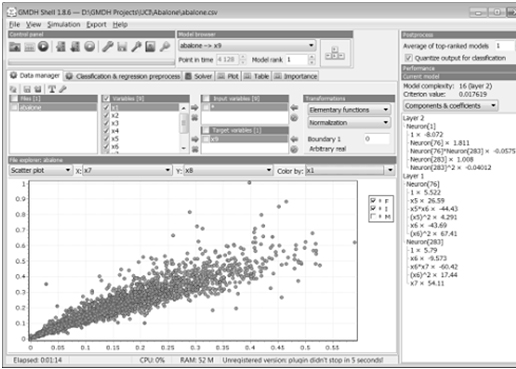 GMDH Shell 1.8.6 — D:\GMDH Projects\UCI\Abalone\abalone.csv
File View Simulation Export Help
Control panel
Model browser
abalone -> x9
Point in time 4 128 Model rank 1
Data manager Classification & regression preprocess Solver Plot Table Importance
Files [1]
Variables [9]
x1
x2
x3
x4
x5
x6
Input variables [9]
*
Target variables [1]
x9
Transformations
Elementary functions
Normalization
Boundary 1 0
Arbitrary real
File explorer: abalone
Scatter plot X: x7 Y: x8 Color by: x1
1
0.9
0.8
0.7
0.6
0.5
0.4
0.3
0.2
0.1
0
F
I
M
0 0.05 0.1 0.15 0.2 0.25 0.3 0.35 0.4 0.45 0.5 0.55
Elapsed: 0:01:14 CPU: 0% RAM: 52 M Unregistered version: plugin didn't stop in 5 seconds!
Postprocess
Average of top-ranked models 1
Quantize output for classification
Performance
Current model
Model complexity: 16 (layer 2)
Criterion value: 0.017619
Components & coefficients
Layer 2
Neuron[1]
1 × -8.072
Neuron[76] × 1.811
Neuron[76]*Neuron[283] × -0.0575
Neuron[283] × 1.008
Neuron[283]^2 × -0.04012
Layer 1
Neuron[76]
1 × 5.522
x5 × 26.59
x5*x6 × -44.43
(x5)^2 × 4.291
x6 × -43.69
(x6)^2 × 67.41
Neuron[283]
1 × 5.79
x6 × -9.573
x6*x7 × -60.42
(x6)^2 × 17.44
x7 × 54.11